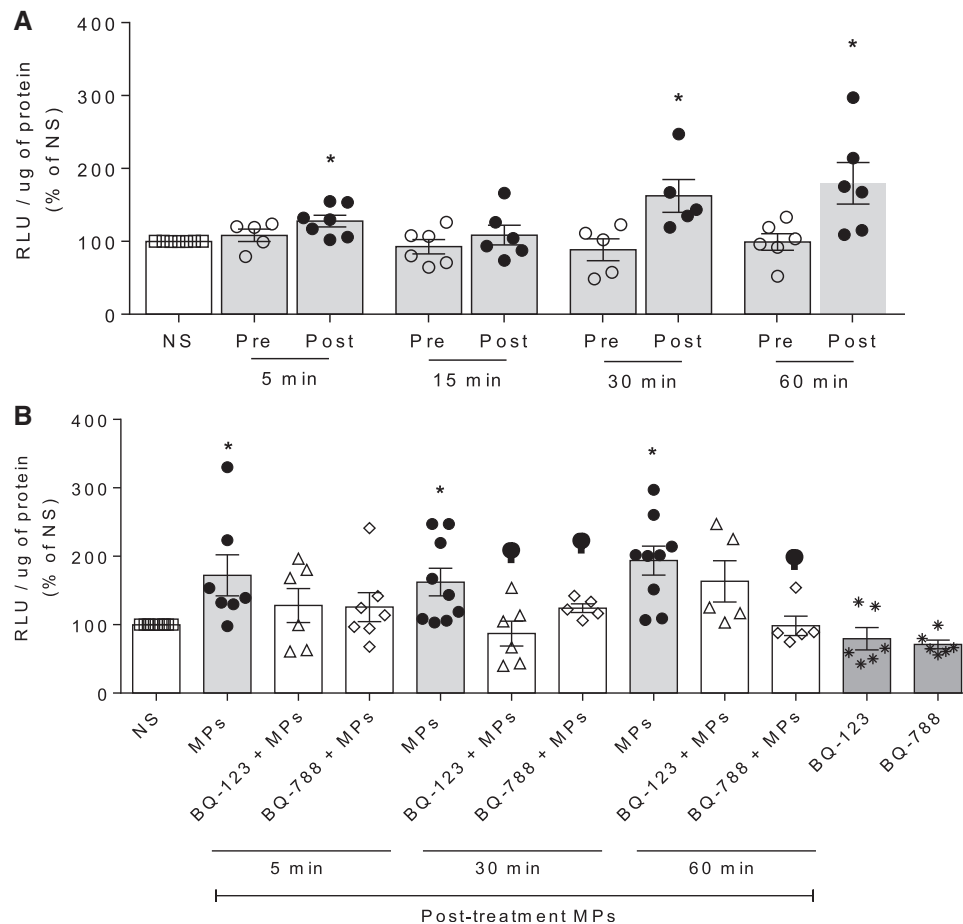 A
400
300
200
100
0
RLU / ug of protein
(% of NS)
*
*
*
NS Pre Post Pre Post Pre Post Pre Post
5 min 15 min 30 min 60 min
B
400
300
200
100
0
RLU / ug of protein
(% of NS)
*
*
*
NS
MPs
BQ-123 + MPs
BQ-788 + MPs
MPs
BQ-123 + MPs
BQ-788 + MPs
MPs
BQ-123 + MPs
BQ-788 + MPs
BQ-123
BQ-788
5 min 30 min 60 min
Post-treatment MPs